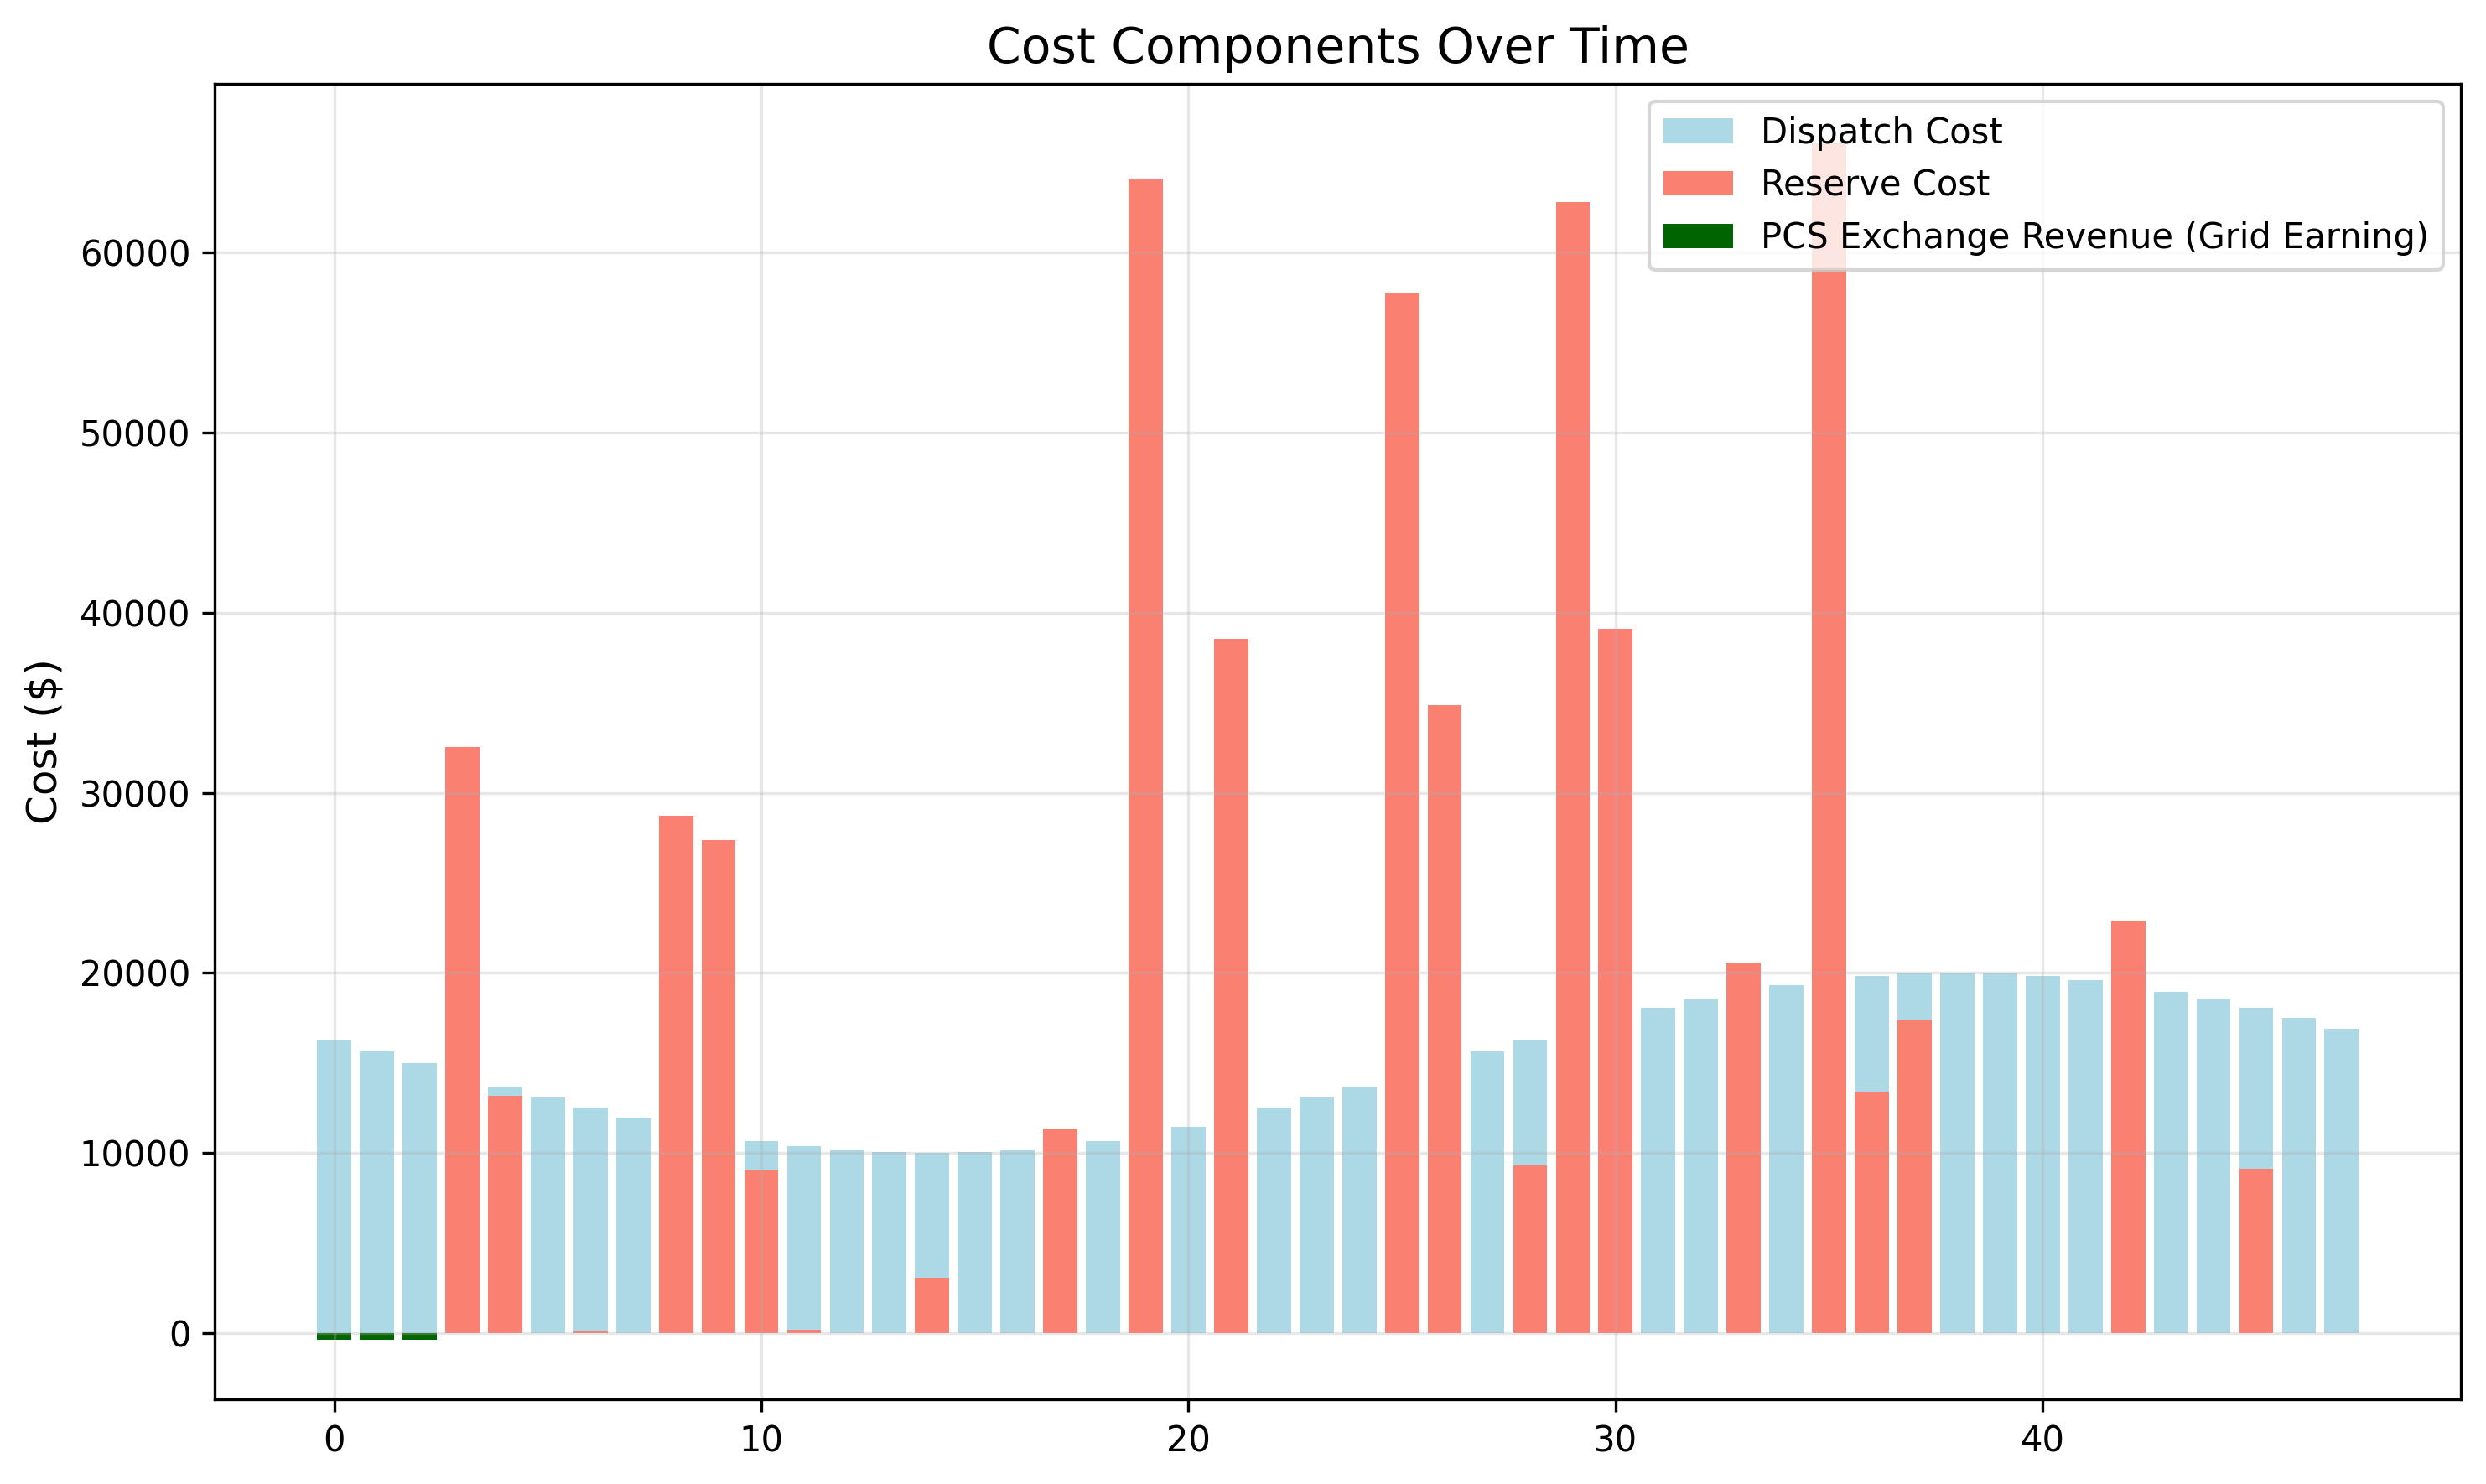 Cost Components Over Time
Dispatch Cost
Reserve Cost
PCS Exchange Revenue (Grid Earning)
Cost ($)
60000
50000
40000
30000
20000
10000
0
0 10 20 30 40